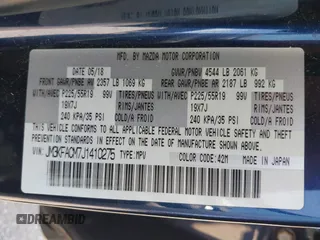 MFD. BY MAZDA MOTOR CORPORATION
DATE 05/18 GVWR/PNBV 4544 LB 2061 KG
FRONT GAWR/PNBE AV 2357 LB 1069 KG REAR GAWR/PNBE AR 2187 LB 992 KG
WITH/AVEC P225/55R19 99V TIRES/PNEUS WITH/AVEC P225/55R19 99V TIRES/PNEUS
19X7J RIMS/JANTES 19X7J RIMS/JANTES
240 KPA/35 PSI COLD/A FROID 240 KPA/35 PSI COLD/A FROID
THIS VEHICLE CONFORMS TO ALL APPLICABLE FEDERAL MOTOR VEHICLE
SAFETY, BUMPER, AND THEFT PREVENTION STANDARDS IN EFFECT ON THE
DATE OF MANUFACTURE SHOWN ABOVE.
VIN: JM3KFACM7J1410275 TYPE:MPV
COLOR CODE:42M MADE IN JAPAN
DREAMBID